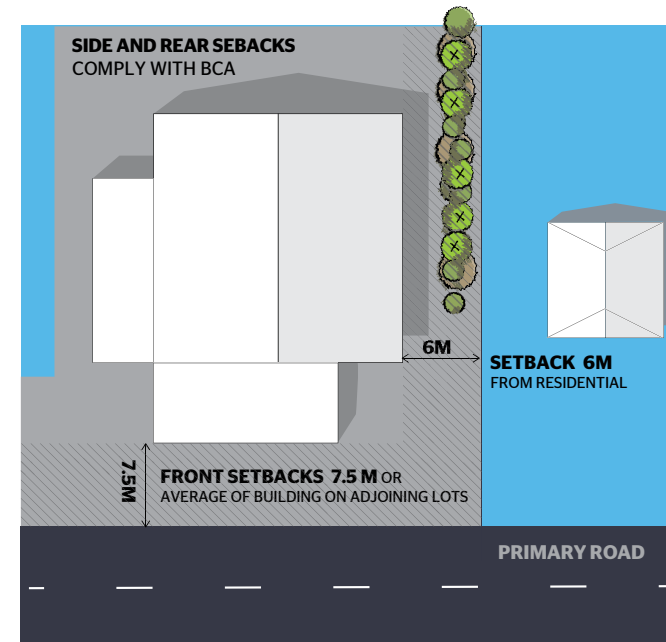 SIDE AND REAR SEBACKS
COMPLY WITH BCA
6M
SETBACK 6M
FROM RESIDENTIAL
7.5M
FRONT SETBACKS 7.5 M OR
AVERAGE OF BUILDING ON ADJOINING LOTS
PRIMARY ROAD